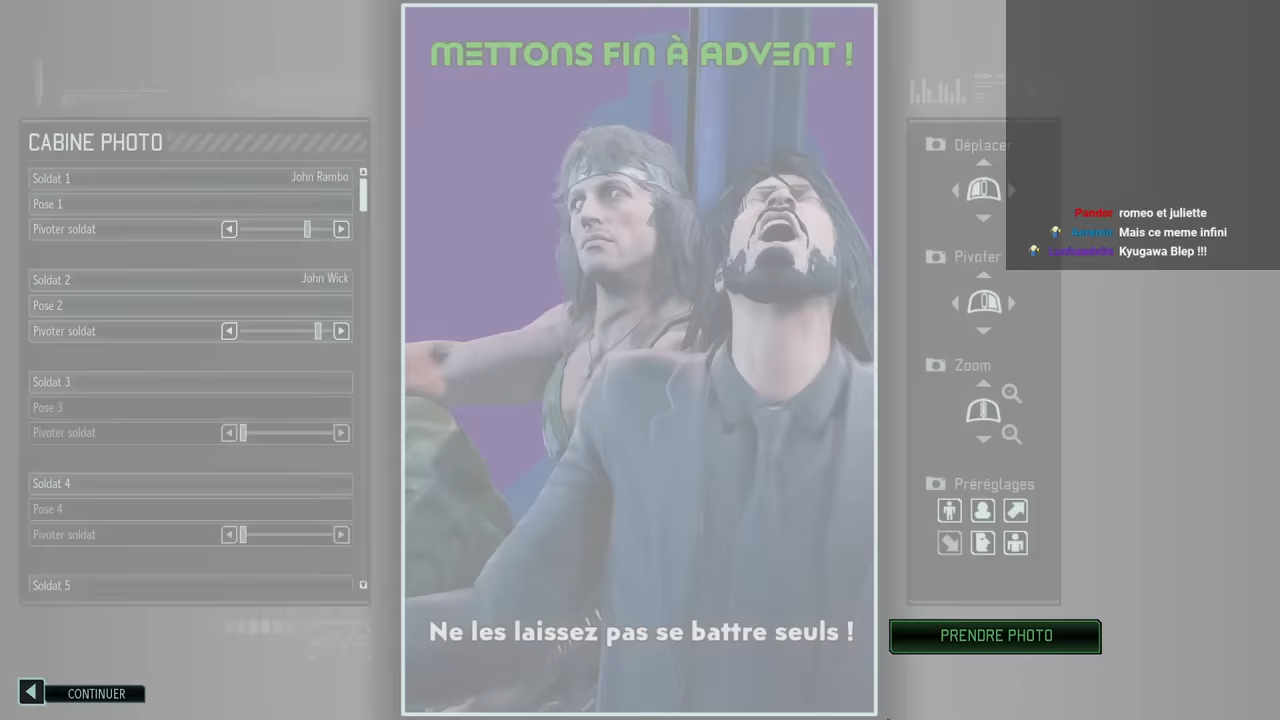 METTONS FIN À ADVENT !
CABINE PHOTO
Soldat 1 John Rambo
Pose 1
Pivoter soldat
Soldat 2 John Wick
Pose 2
Pivoter soldat
Soldat 3
Pose 3
Pivoter soldat
Soldat 4
Pose 4
Pivoter soldat
Soldat 5
CONTINUER
Ne les laissez pas se battre seuls !
Déplacer
Pivoter
Zoom
Préréglages
PRENDRE PHOTO
Pandor romeo et juliette
Mais ce meme infini
Kyugawa Blep !!!